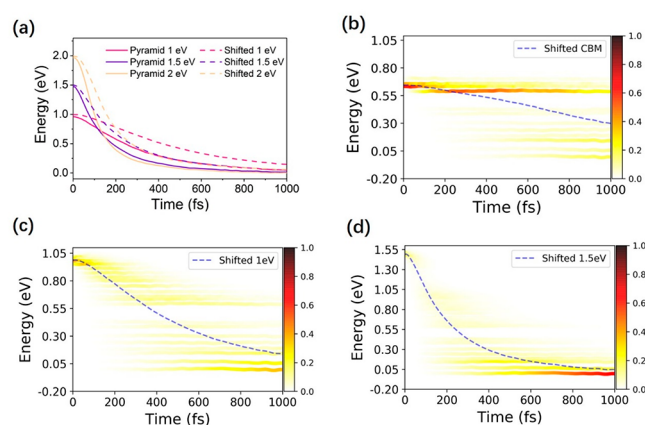 (a)
Energy (eV)
2.0
1.5
1.0
0.5
0.0
Pyramid 1 eV
Pyramid 1.5 eV
Pyramid 2 eV
Shifted 1 eV
Shifted 1.5 eV
Shifted 2 eV
0 200 400 600 800 1000
Time (fs)
(b)
Energy (eV)
1.05
0.80
0.55
0.30
0.05
-0.20
Shifted CBM
0 200 400 600 800 1000
Time (fs)
1.0
0.8
0.6
0.4
0.2
0.0
(c)
Energy (eV)
1.05
0.80
0.55
0.30
0.05
-0.20
Shifted 1eV
0 200 400 600 800 1000
Time (fs)
1.0
0.8
0.6
0.4
0.2
0.0
(d)
Energy (eV)
1.55
1.30
1.05
0.80
0.55
0.30
0.05
-0.20
Shifted 1.5eV
0 200 400 600 800 1000
Time (fs)
1.0
0.8
0.6
0.4
0.2
0.0